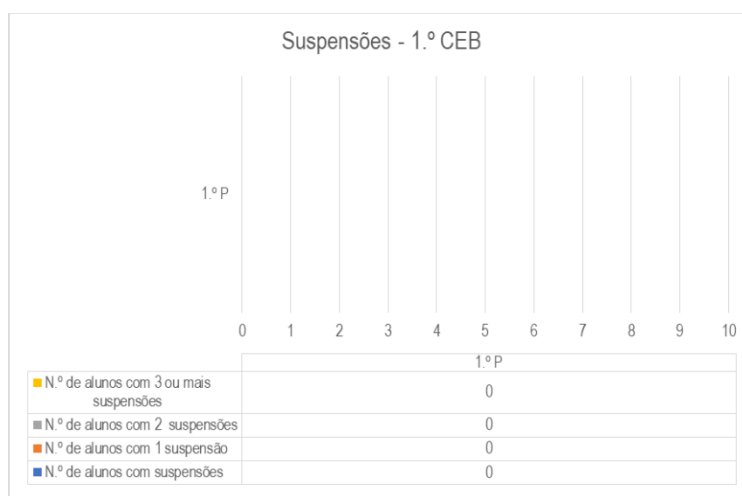 Suspensões - 1.º CEB
1.º P
0 1 2 3 4 5 6 7 8 9 10
1.º P
N.º de alunos com 3 ou mais
suspensões 0
N.º de alunos com 2 suspensões 0
N.º de alunos com 1 suspensão 0
N.º de alunos com suspensões 0